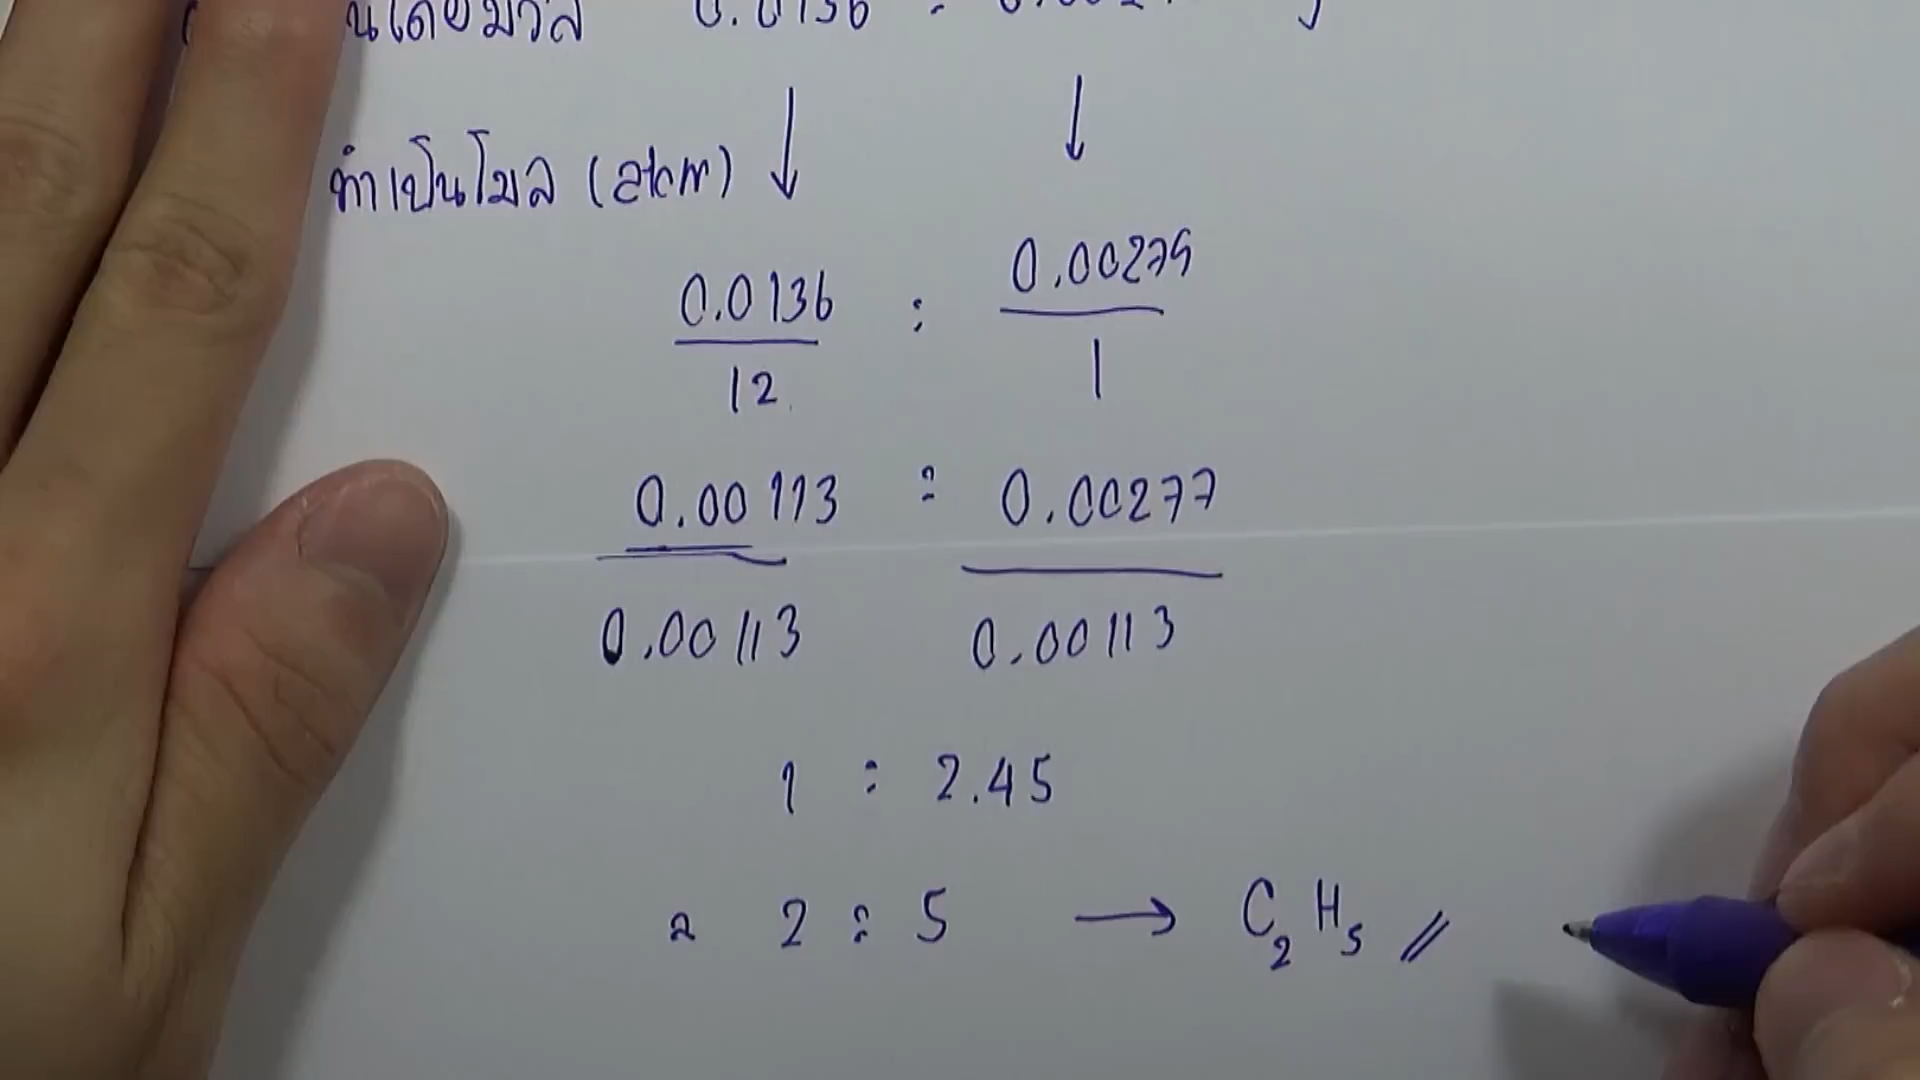 0.0136 :
ทำเป็นโมล (atom) ↓ ↓
0.0136 : 0.00279
12 1
0.00113 : 0.00277
0.00113 0.00113
1 : 2.45
≈ 2 : 5 → C₂H₅ //